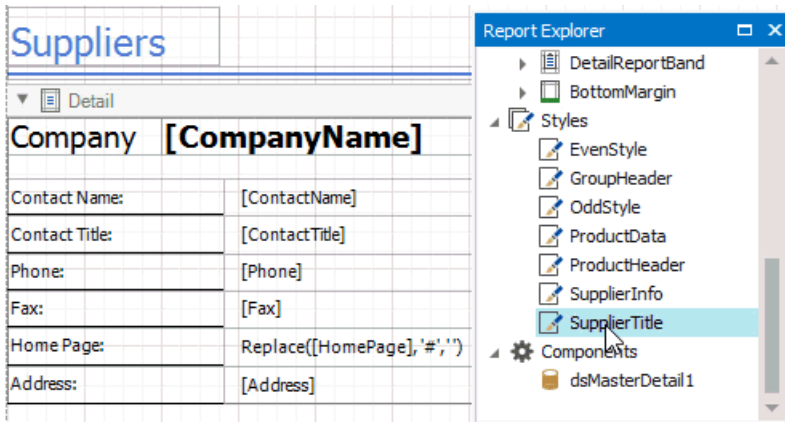 Suppliers
Detail
Company [CompanyName]
Contact Name: [ContactName]
Contact Title: [ContactTitle]
Phone: [Phone]
Fax: [Fax]
Home Page: Replace([HomePage],'#','')
Address: [Address]
Report Explorer
DetailReportBand
BottomMargin
Styles
EvenStyle
GroupHeader
OddStyle
ProductData
ProductHeader
SupplierInfo
SupplierTitle
Components
dsMasterDetail1